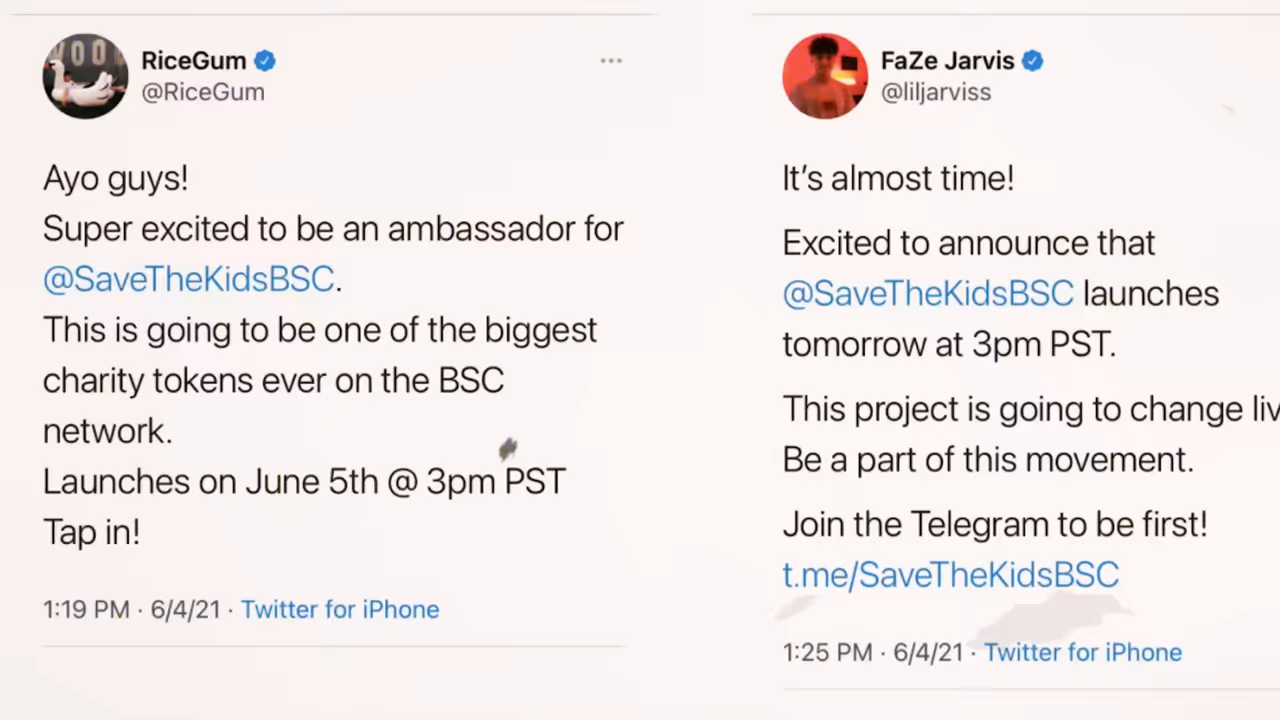 RiceGum
@RiceGum
Ayo guys!
Super excited to be an ambassador for
@SaveTheKidsBSC.
This is going to be one of the biggest
charity tokens ever on the BSC
network.
Launches on June 5th @ 3pm PST
Tap in!
1:19 PM · 6/4/21 · Twitter for iPhone
FaZe Jarvis
@liljarviss
It’s almost time!
Excited to announce that
@SaveTheKidsBSC launches
tomorrow at 3pm PST.
This project is going to change
Be a part of this movement.
Join the Telegram to be first!
t.me/SaveTheKidsBSC
1:25 PM · 6/4/21 · Twitter for iPhone